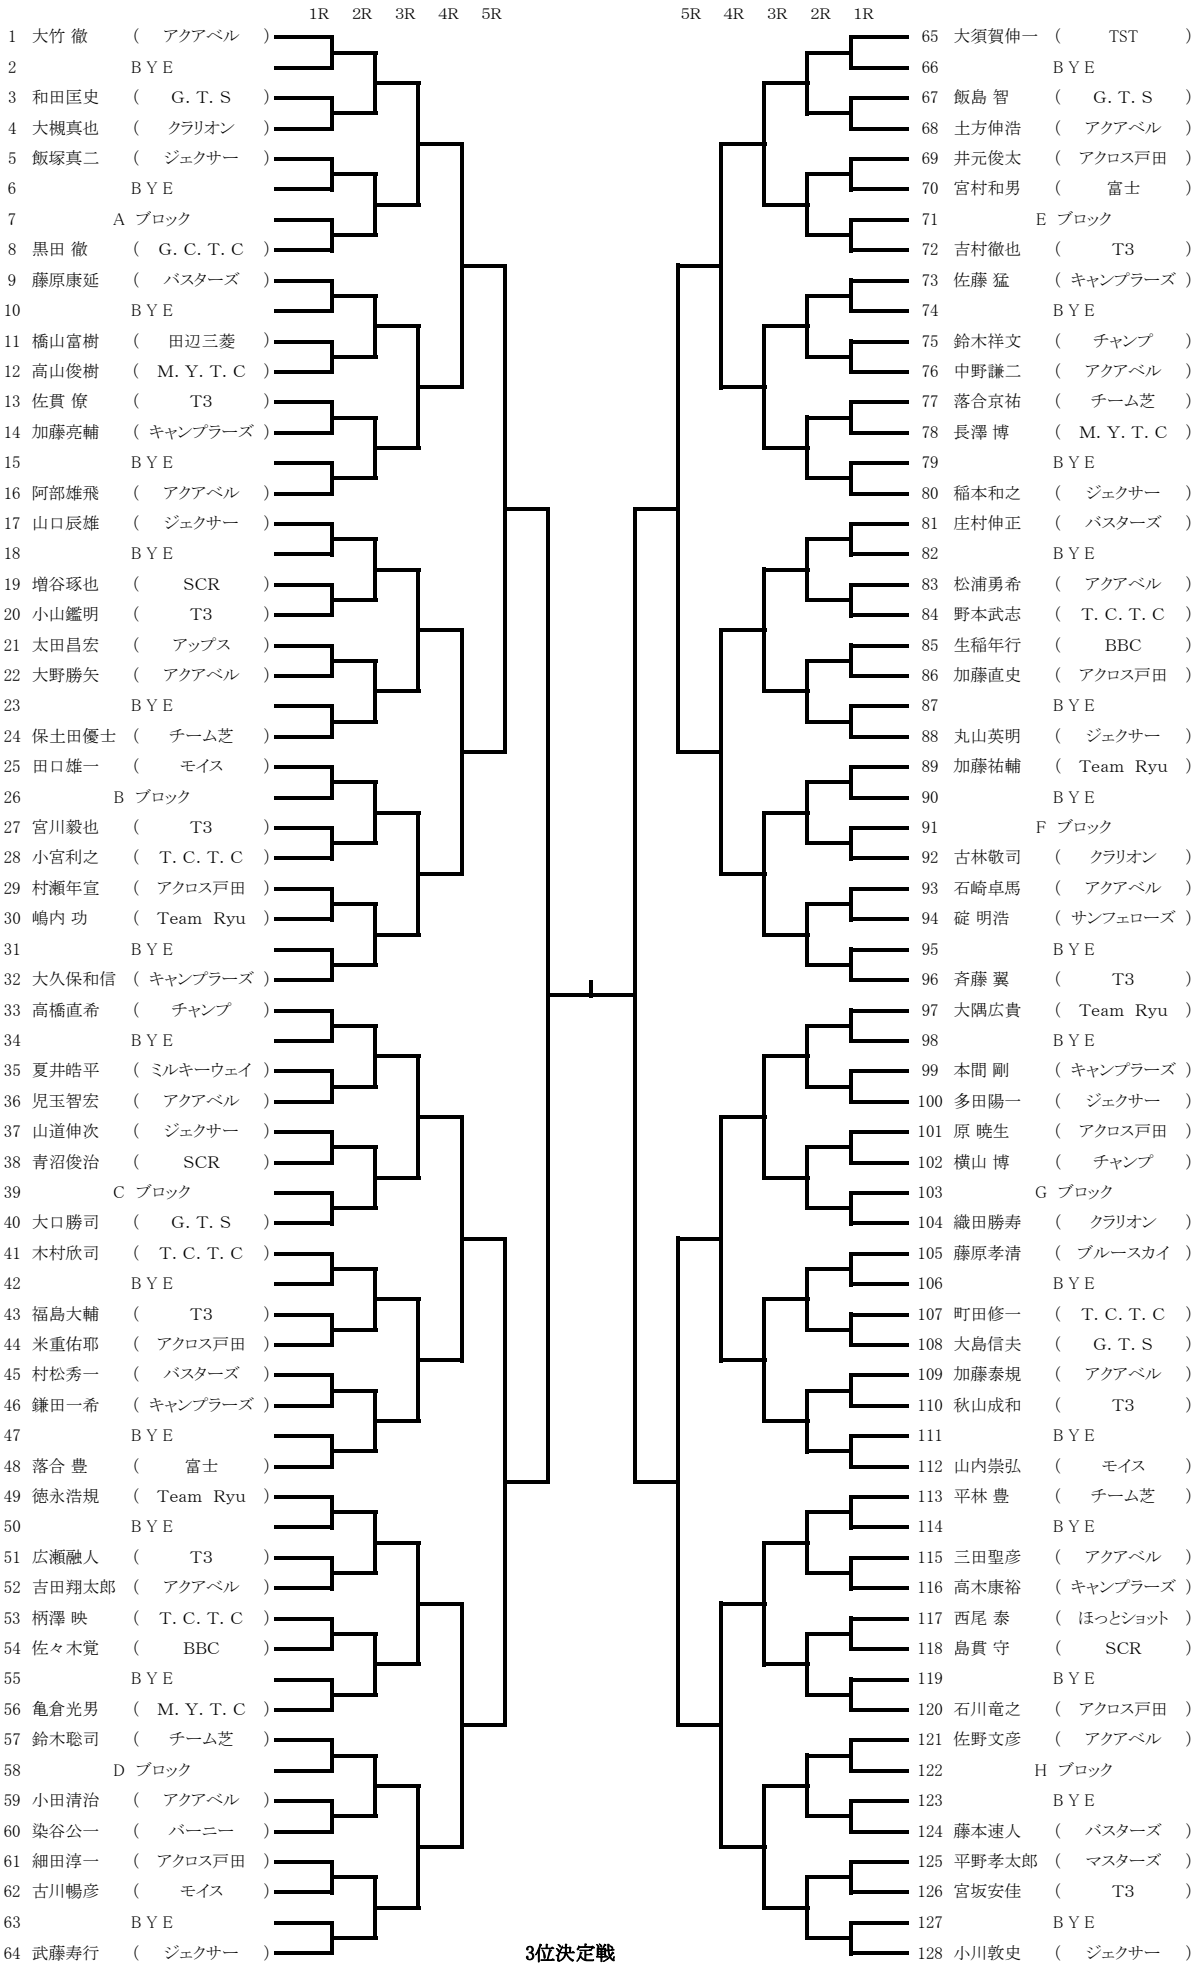 1R 2R 3R 4R 5R
1 大竹 徹 ( アクアベル )
2 BYE
3 和田匡史 ( G.T.S )
4 大槻真也 ( クラリオン )
5 飯塚真二 ( ジェクサー )
6 BYE
7 A ブロック
8 黒田 徹 ( G.C.T.C )
9 藤原康延 ( バスターズ )
10 BYE
11 橋山富樹 ( 田辺三菱 )
12 高山俊樹 ( M.Y.T.C )
13 佐貫 僚 ( T3 )
14 加藤亮輔 ( キャンプラーズ )
15 BYE
16 阿部雄飛 ( アクアベル )
17 山口辰雄 ( ジェクサー )
18 BYE
19 増谷琢也 ( SCR )
20 小山鑑明 ( T3 )
21 太田昌宏 ( アップス )
22 大野勝矢 ( アクアベル )
23 BYE
24 保土田優士 ( チーム芝 )
25 田口雄一 ( モイス )
26 B ブロック
27 宮川毅也 ( T3 )
28 小宮利之 ( T.C.T.C )
29 村瀬年宣 ( アクロス戸田 )
30 嶋内 功 ( Team Ryu )
31 BYE
32 大久保和信 ( キャンプラーズ )
33 高橋直希 ( チャンプ )
34 BYE
35 夏井皓平 ( ミルキーウェイ )
36 児玉智宏 ( アクアベル )
37 山道伸次 ( ジェクサー )
38 青沼俊治 ( SCR )
39 C ブロック
40 大口勝司 ( G.T.S )
41 木村欣司 ( T.C.T.C )
42 BYE
43 福島大輔 ( T3 )
44 米重佑耶 ( アクロス戸田 )
45 村松秀一 ( バスターズ )
46 鎌田一希 ( キャンプラーズ )
47 BYE
48 落合 豊 ( 富士 )
49 徳永浩規 ( Team Ryu )
50 BYE
51 広瀬融人 ( T3 )
52 吉田翔太郎 ( アクアベル )
53 柄澤 映 ( T.C.T.C )
54 佐々木覚 ( BBC )
55 BYE
56 亀倉光男 ( M.Y.T.C )
57 鈴木聡司 ( チーム芝 )
58 D ブロック
59 小田清治 ( アクアベル )
60 染谷公一 ( バーニー )
61 細田淳一 ( アクロス戸田 )
62 古川暢彦 ( モイス )
63 BYE
64 武藤寿行 ( ジェクサー )
3位決定戦
5R 4R 3R 2R 1R
65 大須賀伸一 ( TST )
66 BYE
67 飯島 智 ( G.T.S )
68 土方伸浩 ( アクアベル )
69 井元俊太 ( アクロス戸田 )
70 宮村和男 ( 富士 )
71 E ブロック
72 吉村徹也 ( T3 )
73 佐藤 猛 ( キャンプラーズ )
74 BYE
75 鈴木祥文 ( チャンプ )
76 中野謙二 ( アクアベル )
77 落合京祐 ( チーム芝 )
78 長澤 博 ( M.Y.T.C )
79 BYE
80 稲本和之 ( ジェクサー )
81 庄村伸正 ( バスターズ )
82 BYE
83 松浦勇希 ( アクアベル )
84 野本武志 ( T.C.T.C )
85 生稲年行 ( BBC )
86 加藤直史 ( アクロス戸田 )
87 BYE
88 丸山英明 ( ジェクサー )
89 加藤祐輔 ( Team Ryu )
90 BYE
91 F ブロック
92 古林敬司 ( クラリオン )
93 石崎卓馬 ( アクアベル )
94 碇 明浩 ( サンフェローズ )
95 BYE
96 斉藤 翼 ( T3 )
97 大隅広貴 ( Team Ryu )
98 BYE
99 本間 剛 ( キャンプラーズ )
100 多田陽一 ( ジェクサー )
101 原 暁生 ( アクロス戸田 )
102 横山 博 ( チャンプ )
103 G ブロック
104 織田勝寿 ( クラリオン )
105 藤原孝清 ( ブルースカイ )
106 BYE
107 町田修一 ( T.C.T.C )
108 大島信夫 ( G.T.S )
109 加藤泰規 ( アクアベル )
110 秋山成和 ( T3 )
111 BYE
112 山内崇弘 ( モイス )
113 平林 豊 ( チーム芝 )
114 BYE
115 三田聖彦 ( アクアベル )
116 高木康裕 ( キャンプラーズ )
117 西尾 泰 ( ほっとショット )
118 島貫 守 ( SCR )
119 BYE
120 石川竜之 ( アクロス戸田 )
121 佐野文彦 ( アクアベル )
122 H ブロック
123 BYE
124 藤本速人 ( バスターズ )
125 平野孝太郎 ( マスターズ )
126 宮坂安佳 ( T3 )
127 BYE
128 小川敦史 ( ジェクサー )